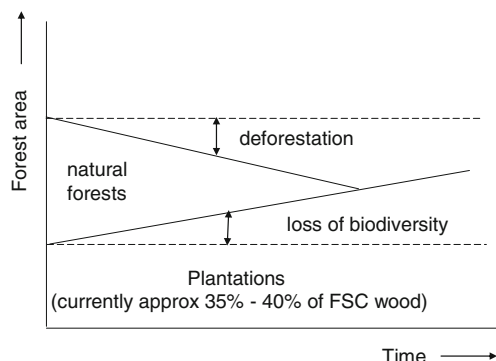 Forest area
deforestation
natural
forests
loss of biodiversity
Plantations
(currently approx 35% - 40% of FSC wood)
Time